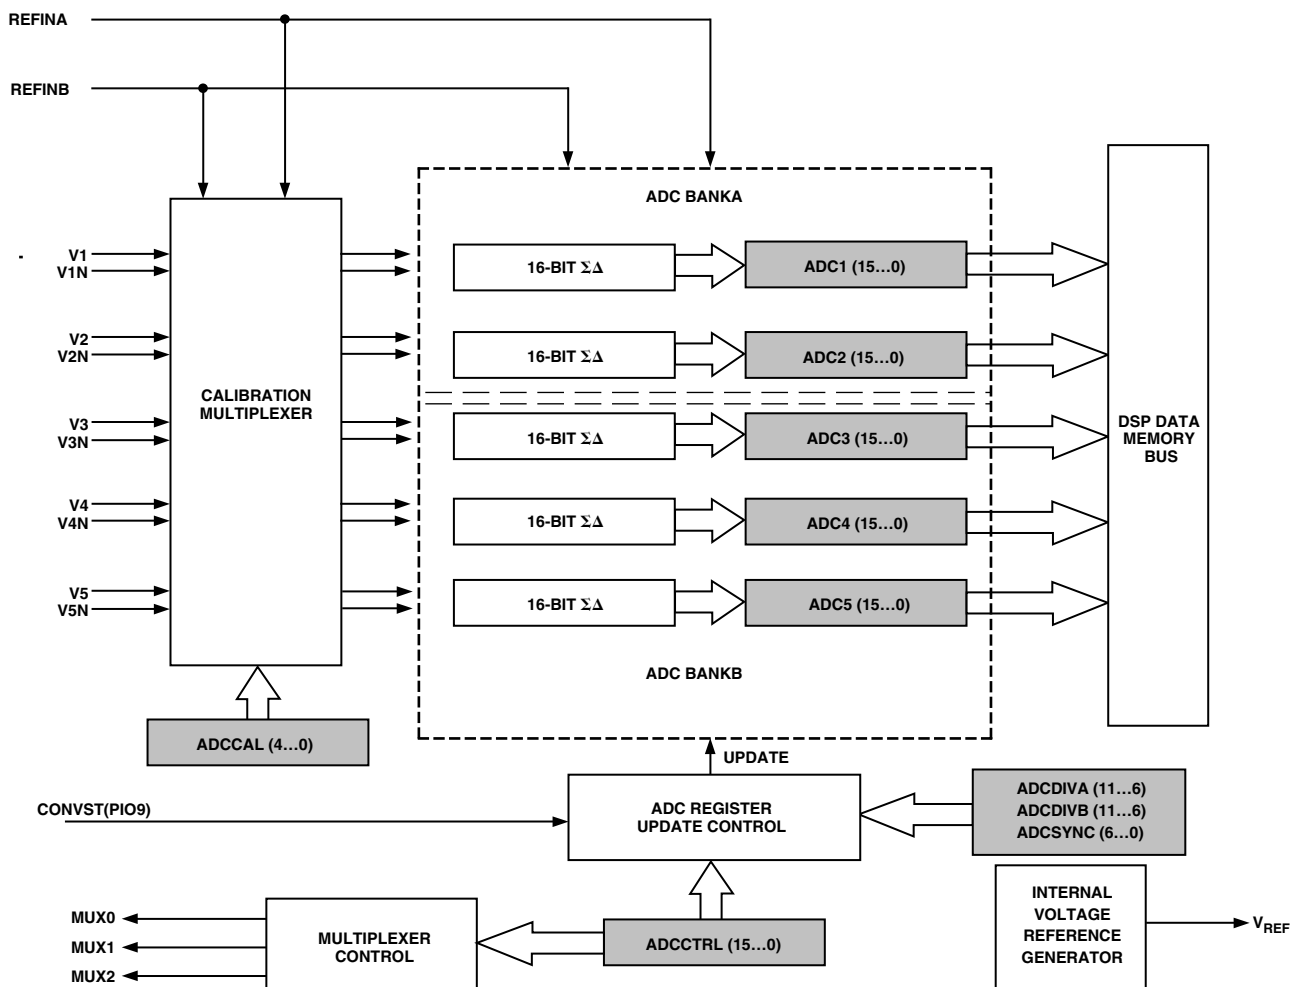 REFINA
REFINB
ADC BANKA
V1
V1N
16-BIT ΣΔ
ADC1 (15...0)
V2
V2N
16-BIT ΣΔ
ADC2 (15...0)
CALIBRATION
MULTIPLEXER
V3
V3N
16-BIT ΣΔ
ADC3 (15...0)
DSP DATA
MEMORY
BUS
V4
V4N
16-BIT ΣΔ
ADC4 (15...0)
V5
V5N
16-BIT ΣΔ
ADC5 (15...0)
ADC BANKB
ADCCAL (4...0)
UPDATE
CONVST(PIO9)
ADC REGISTER
UPDATE CONTROL
ADCDIVA (11...6)
ADCDIVB (11...6)
ADCSYNC (6...0)
MUX0
MUX1
MUX2
MULTIPLEXER
CONTROL
ADCCTRL (15...0)
INTERNAL
VOLTAGE
REFERENCE
GENERATOR
VREF